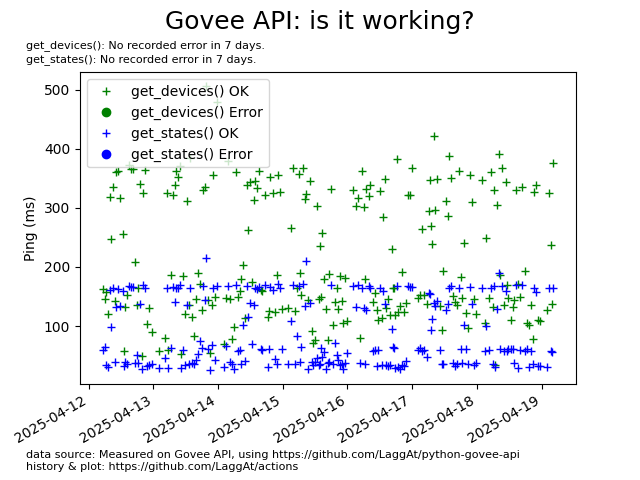 Govee API: is it working?
get_devices(): No recorded error in 7 days.
get_states(): No recorded error in 7 days.
get_devices() OK
get_devices() Error
get_states() OK
get_states() Error
Ping (ms)
500
400
300
200
100
2025-04-12
2025-04-13
2025-04-14
2025-04-15
2025-04-16
2025-04-17
2025-04-18
2025-04-19
data source: Measured on Govee API, using https://github.com/LaggAt/python-govee-api
history & plot: https://github.com/LaggAt/actions